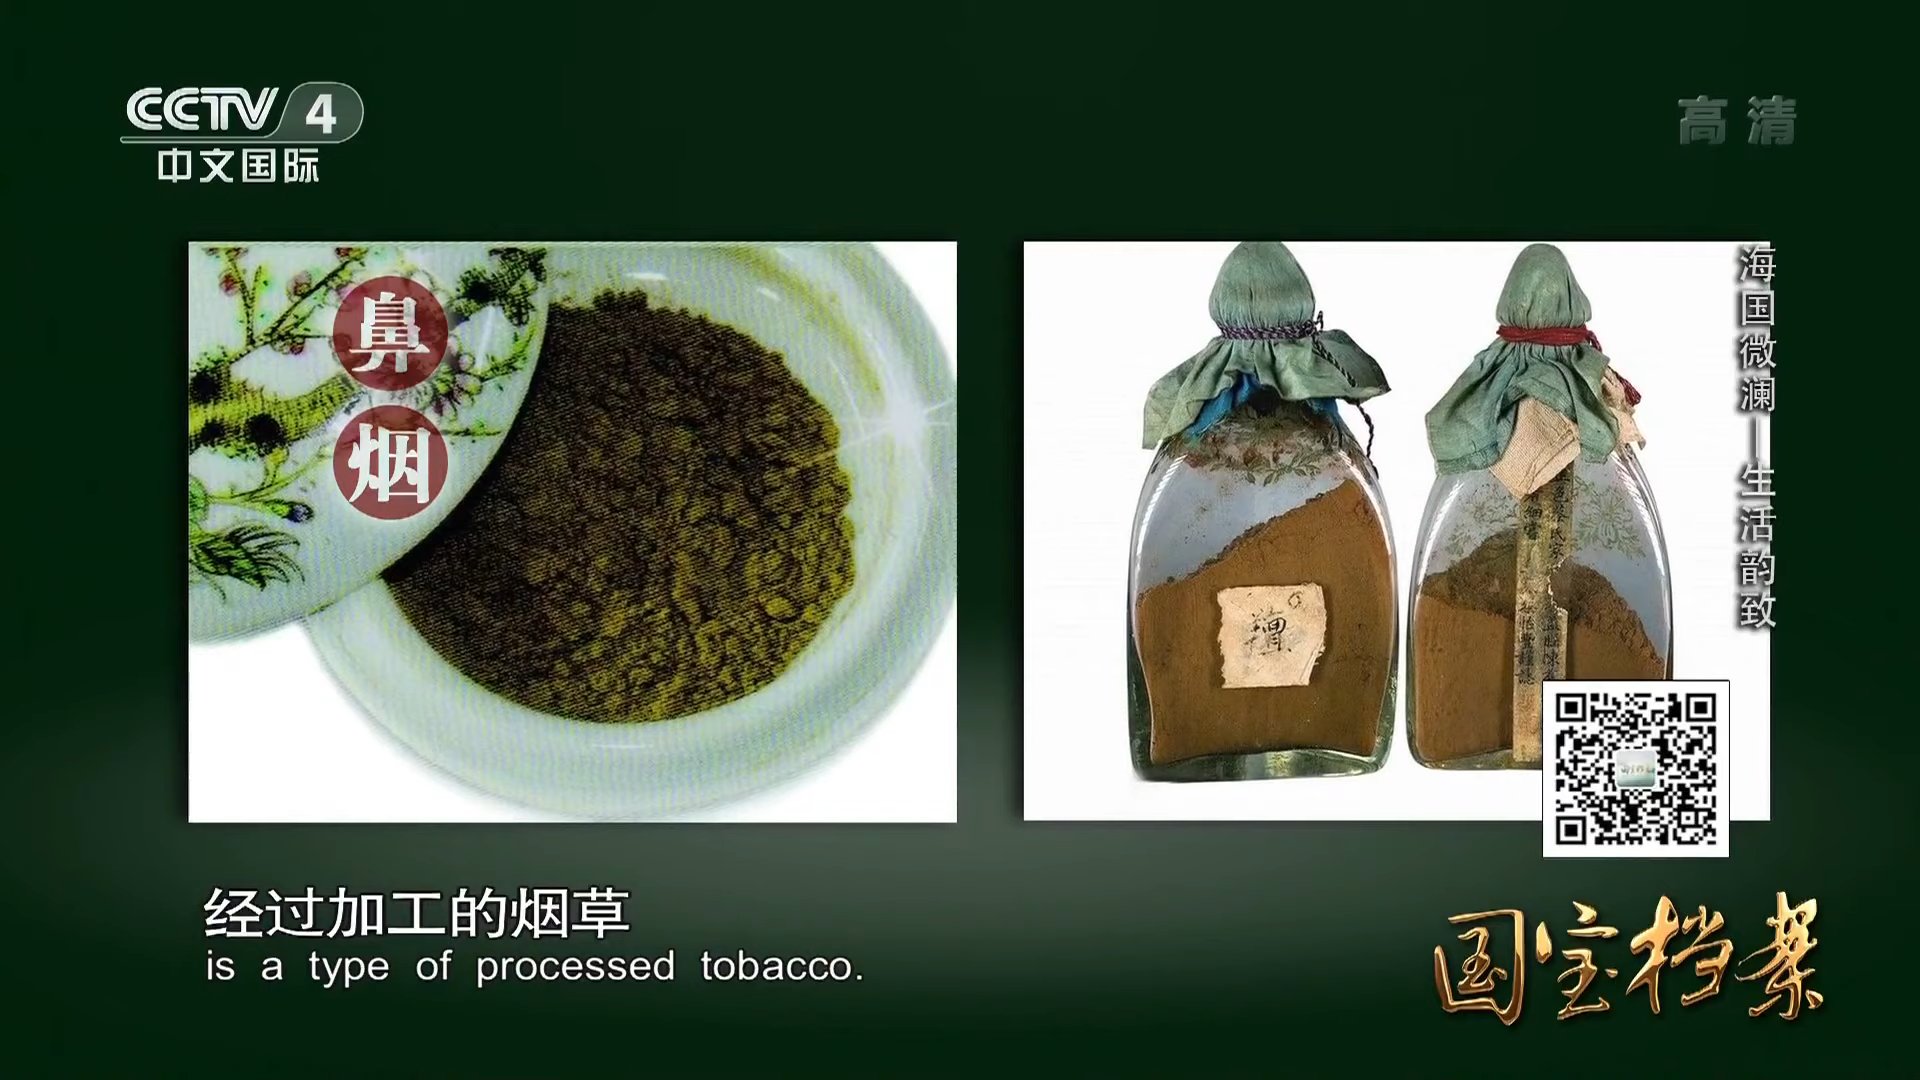 CCTV 4
中文国际
高清
鼻烟
海国微澜—生活韵致
经过加工的烟草
is a type of processed tobacco.
国宝档案